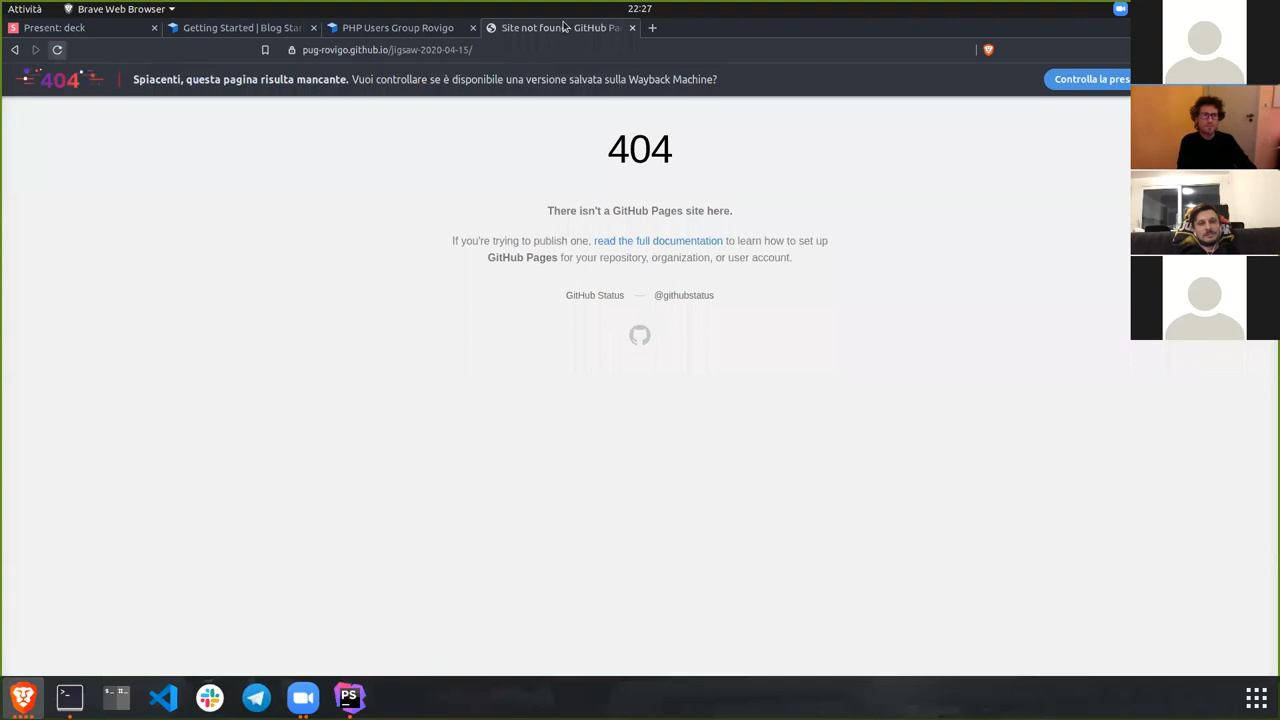 Attività
Brave Web Browser
22:27
Present: deck
Getting Started | Blog Star
PHP Users Group Rovigo
Site not found · GitHub Pa
pug-rovigo.github.io/jigsaw-2020-04-15/
404
Spiacenti, questa pagina risulta mancante. Vuoi controllare se è disponibile una versione salvata sulla Wayback Machine?
Controlla la pres
404
There isn't a GitHub Pages site here.
If you're trying to publish one, read the full documentation to learn how to set up
GitHub Pages for your repository, organization, or user account.
GitHub Status — @githubstatus
PS